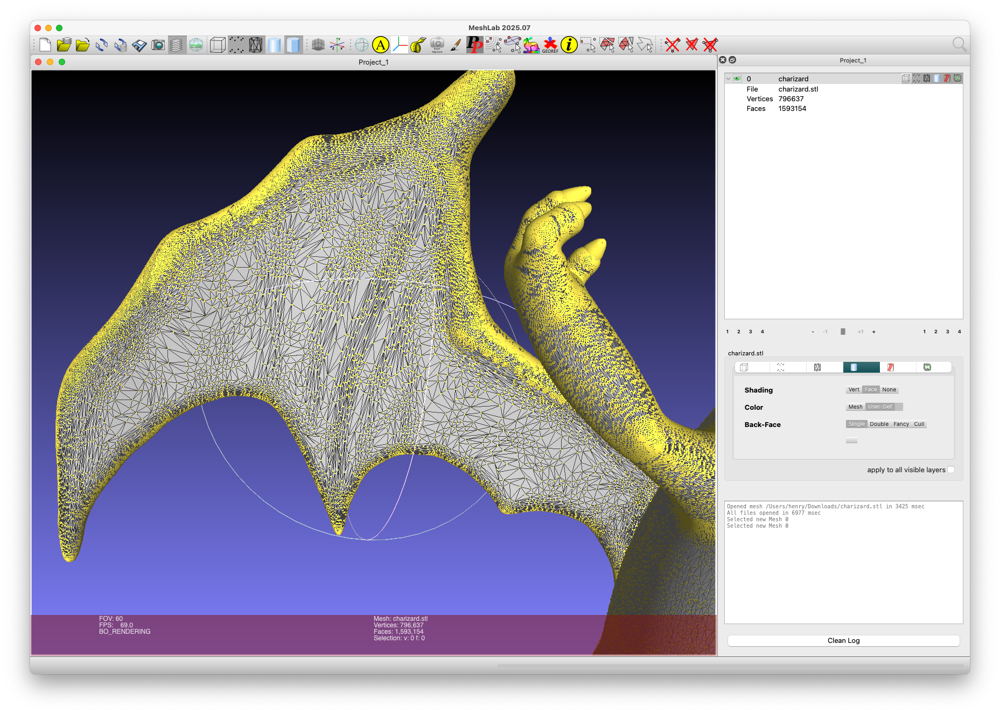 MeshLab 2025.07
A
PP
GEOREF
i
Project_1
Project_1
0 charizard
File charizard.stl
Vertices 796637
Faces 1593154
1 2 3 4 - -1 +1 + 1 2 3 4
charizard.stl
Shading Vert Face None
Color Mesh User-Def
Back-Face Single Double Fancy Cull
apply to all visible layers
Opened mesh /Users/henry/Downloads/charizard.stl in 3425 msec
All files opened in 6977 msec
Selected new Mesh 0
Selected new Mesh 0
Clean Log
FOV: 60
FPS: 69.0
BO_RENDERING
Mesh: charizard.stl
Vertices: 796,637
Faces: 1,593,154
Selection: v: 0 f: 0